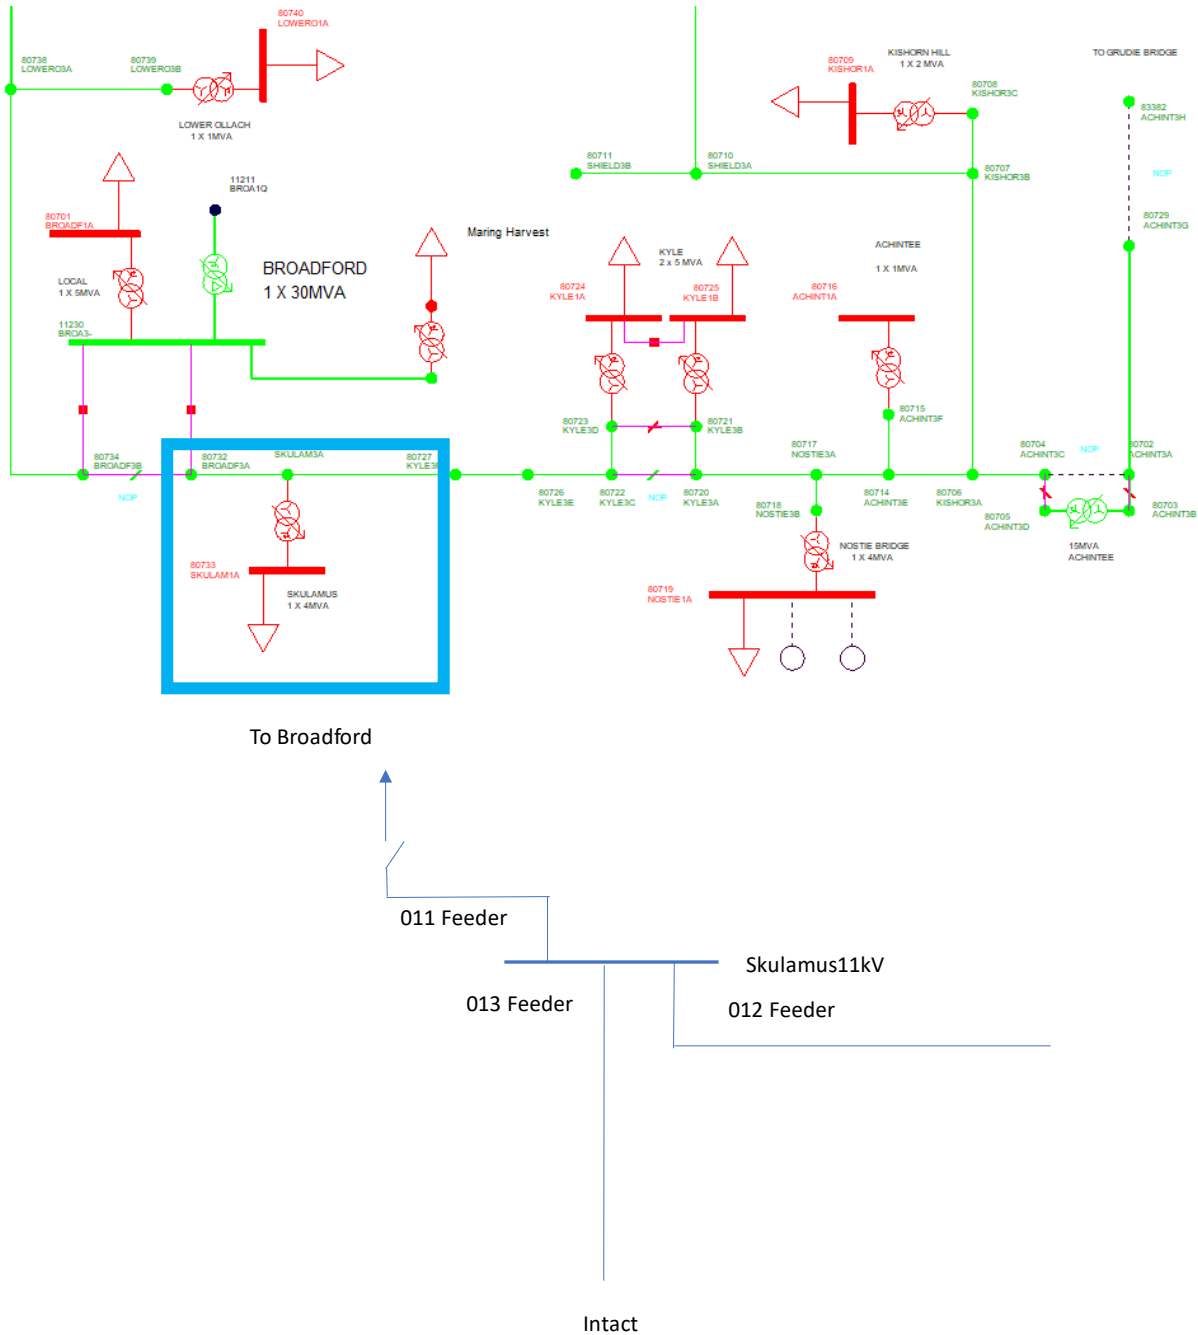 80740
LOWERO1A
80738
LOWERO3A
80739
LOWERO3B
LOWER OLLACH
1 X 1MVA
KISHORN HILL
1 X 2 MVA
80709
KISHOR1A
80708
KISHOR3C
TO GRUDIE BRIDGE
83382
ACHINT3H
NOP
80711
SHIELD3B
80710
SHIELD3A
80707
KISHOR3B
11211
BROA1Q
80701
BROADF1A
80729
ACHINT3G
Maring Harvest
BROADFORD
1 X 30MVA
LOCAL
1 X 5MVA
KYLE
2 x 5 MVA
ACHINTEE
1 X 1MVA
80724
KYLE1A
80725
KYLE1B
80716
ACHINT1A
11230
BROA3-
80723
KYLE3D
80721
KYLE3B
80715
ACHINT3F
80734
BROADF3B
NOP
80732
BROADF3A
SKULAM3A
80727
80726
KYLE3E
80722
KYLE3C
NOP
80720
KYLE3A
80717
NOSTIE3A
80718
NOSTIE3B
80714
ACHINT3E
80706
KISHOR3A
80704
ACHINT3C
NOP
80702
ACHINT3A
80705
ACHINT3D
80703
ACHINT3B
15MVA
ACHINTEE
NOSTIE BRIDGE
1 X 4MVA
80733
SKULAM1A
SKULAMUS
1 X 4MVA
80719
NOSTIE1A
To Broadford
011 Feeder
Skulamus11kV
013 Feeder
012 Feeder
Intact